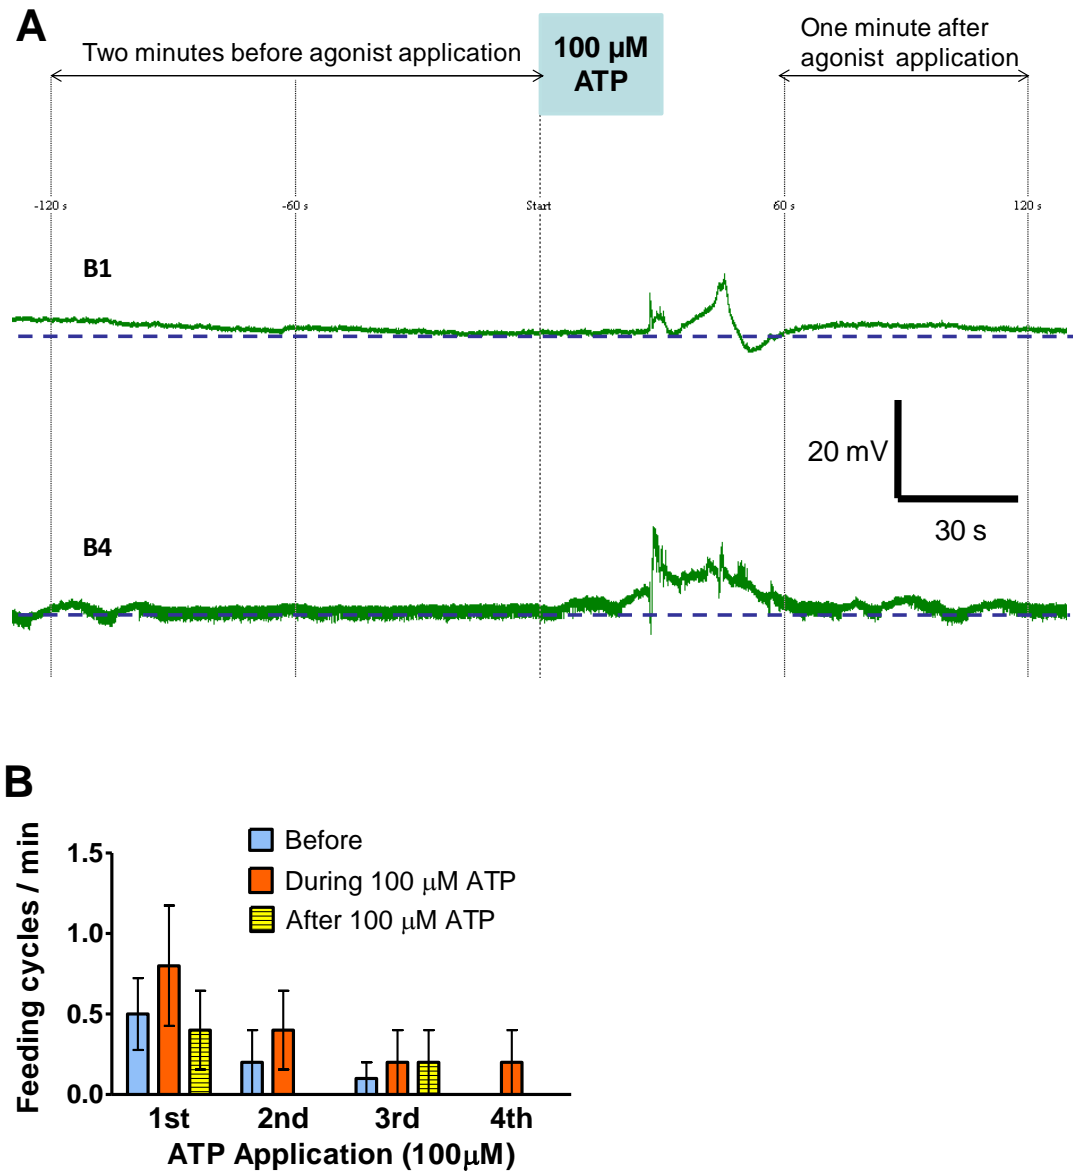 A
Two minutes before agonist application
100 µM
ATP
One minute after
agonist application
-120 s
-60 s
Start
60 s
120 s
B1
20 mV
30 s
B4
B
Before
During 100 µM ATP
After 100 µM ATP
Feeding cycles / min
1.5
1.0
0.5
0.0
1st
2nd
3rd
4th
ATP Application (100µM)